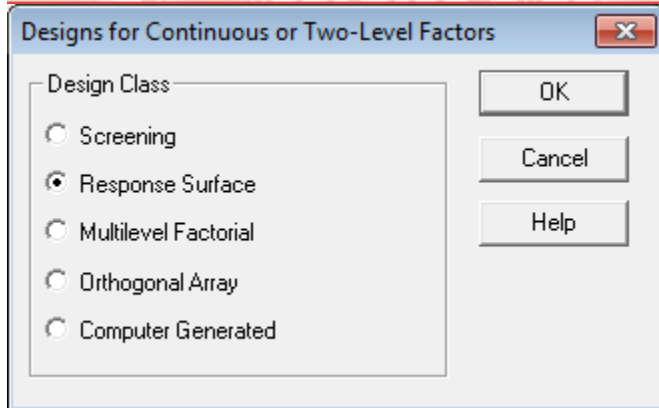 Designs for Continuous or Two-Level Factors
Design Class
Screening
Response Surface
Multilevel Factorial
Orthogonal Array
Computer Generated
OK
Cancel
Help